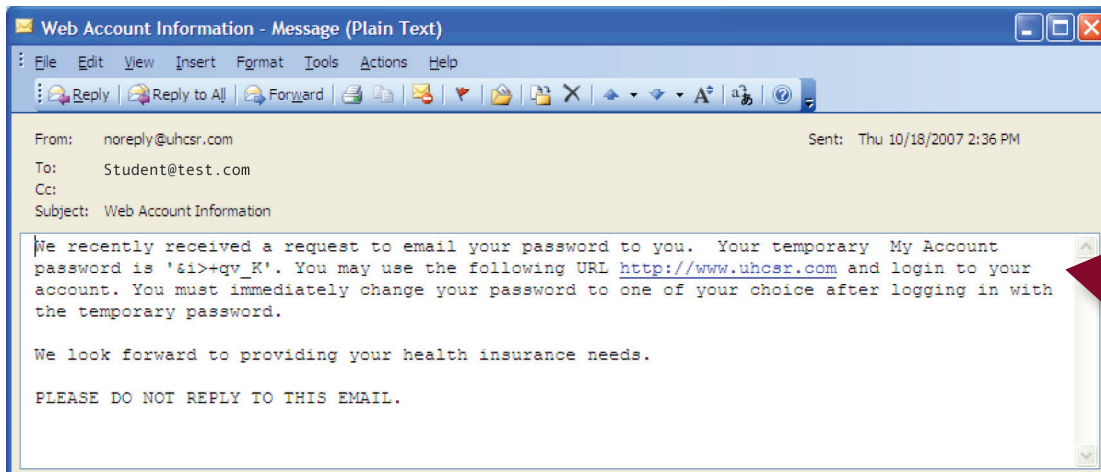 Web Account Information - Message (Plain Text)
File Edit View Insert Format Tools Actions Help
Reply Reply to All Forward
From: noreply@uhcsr.com Sent: Thu 10/18/2007 2:36 PM
To: Student@test.com
Cc:
Subject: Web Account Information
We recently received a request to email your password to you. Your temporary My Account
password is '&i>+qv_K'. You may use the following URL http://www.uhcsr.com and login to your
account. You must immediately change your password to one of your choice after logging in with
the temporary password.
We look forward to providing your health insurance needs.
PLEASE DO NOT REPLY TO THIS EMAIL.